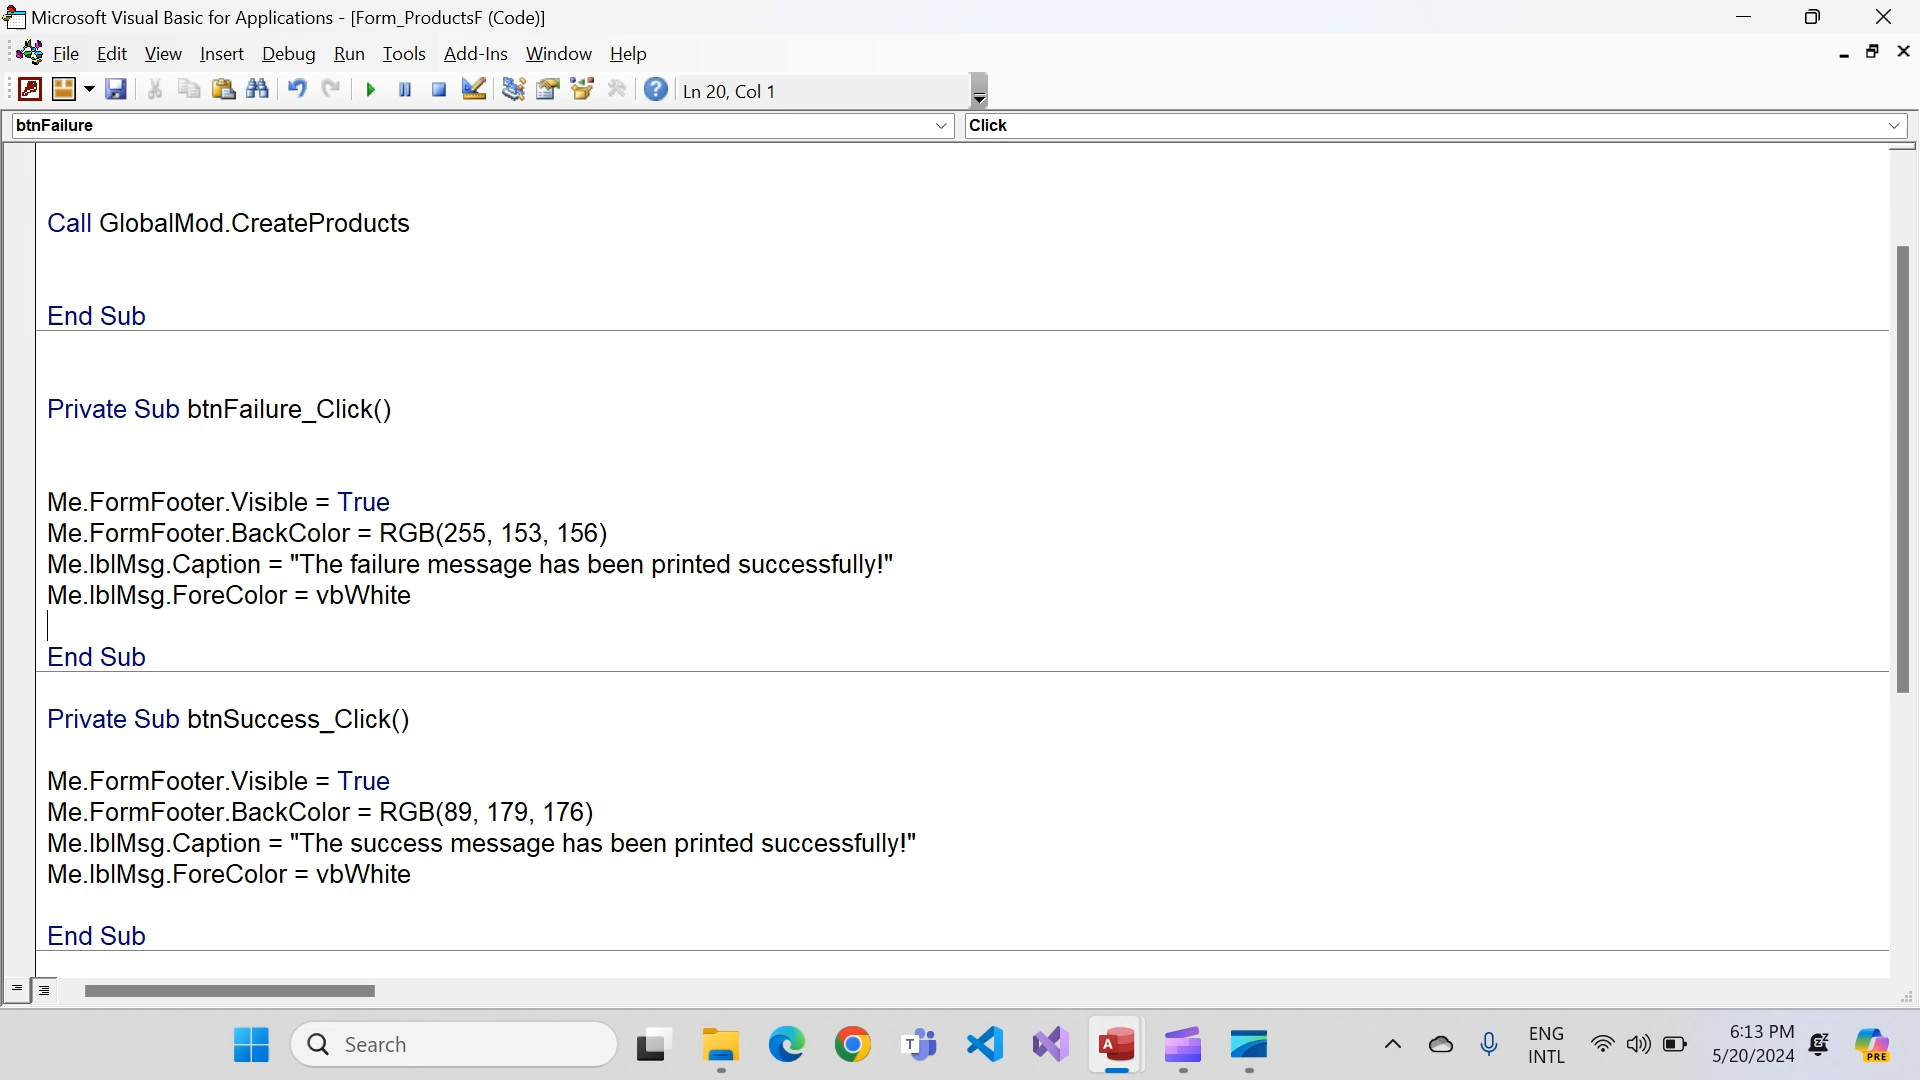 Microsoft Visual Basic for Applications - [Form_ProductsF (Code)]
File Edit View Insert Debug Run Tools Add-Ins Window Help
Ln 20, Col 1
btnFailure Click
Call GlobalMod.CreateProducts
End Sub
Private Sub btnFailure_Click()
Me.FormFooter.Visible = True
Me.FormFooter.BackColor = RGB(255, 153, 156)
Me.lblMsg.Caption = "The failure message has been printed successfully!"
Me.lblMsg.ForeColor = vbWhite
End Sub
Private Sub btnSuccess_Click()
Me.FormFooter.Visible = True
Me.FormFooter.BackColor = RGB(89, 179, 176)
Me.lblMsg.Caption = "The success message has been printed successfully!"
Me.lblMsg.ForeColor = vbWhite
End Sub
Search
ENG
INTL
6:13 PM
5/20/2024
PRE